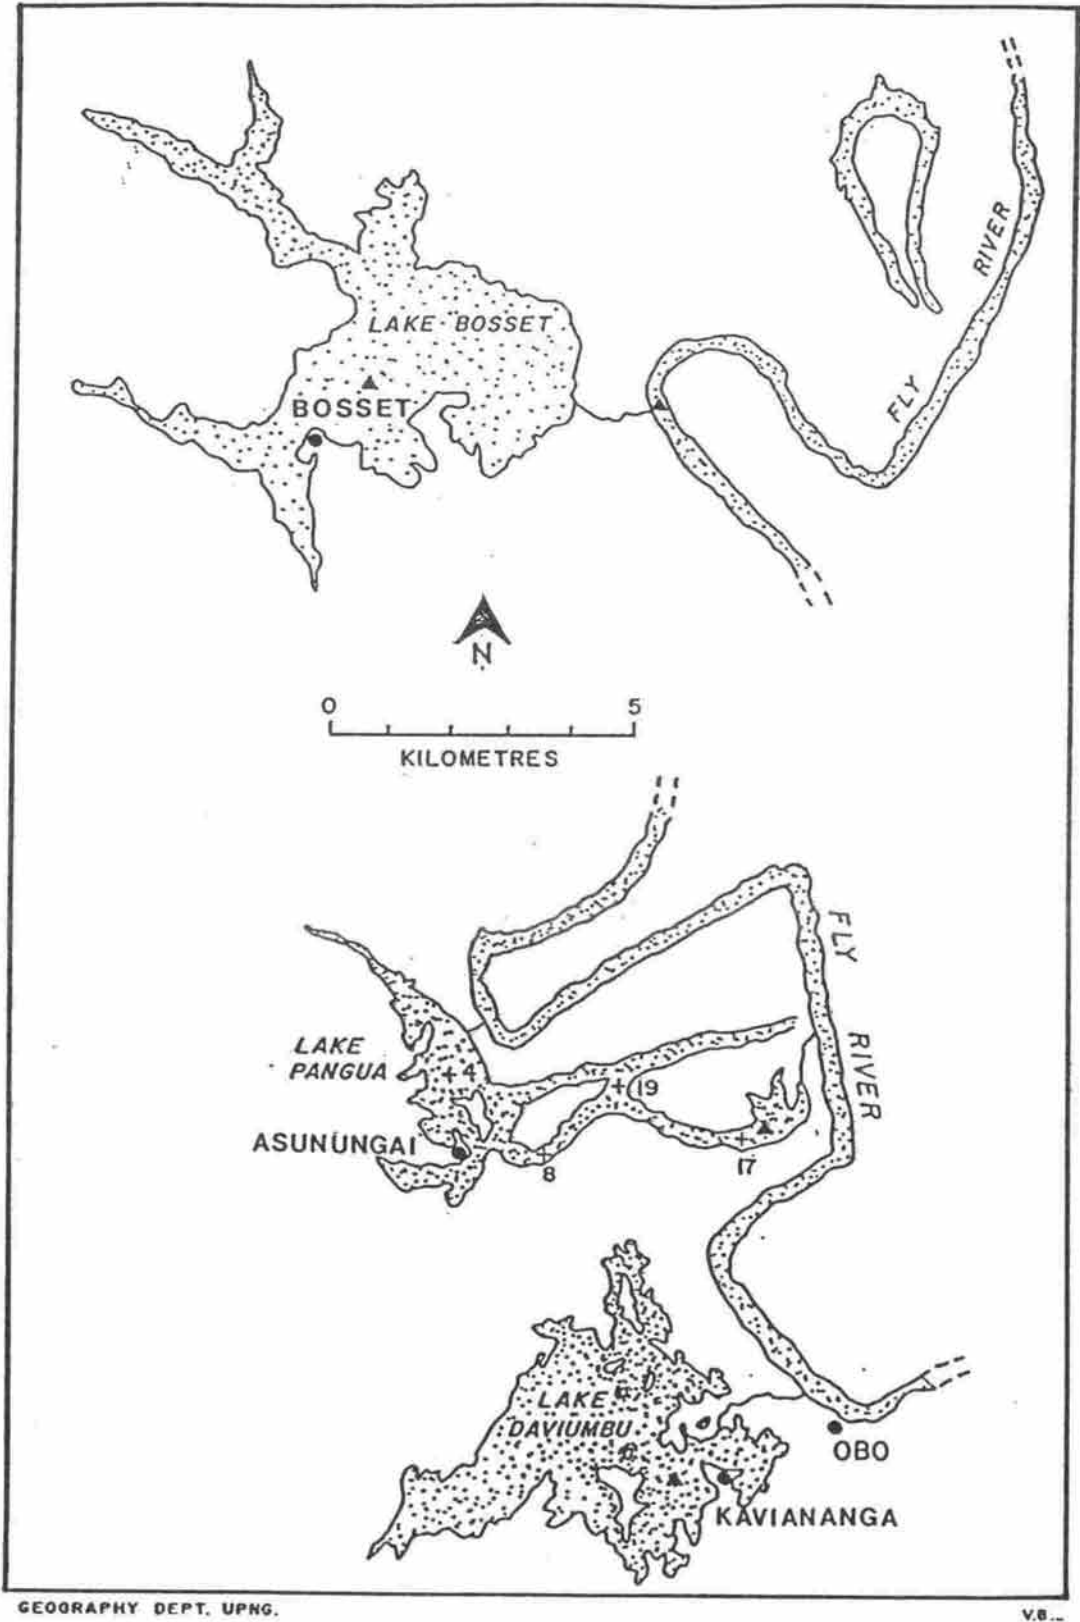 RIVER
LAKE BOSSET
FLY
BOSSET
N
0 5
KILOMETRES
FLY
RIVER
LAKE
PANGUA
+4
+19
ASUNUNGAI
+8
+17
LAKE
DAVIUMBU
OBO
KAVIANANGA
GEOGRAPHY DEPT. UPNG.